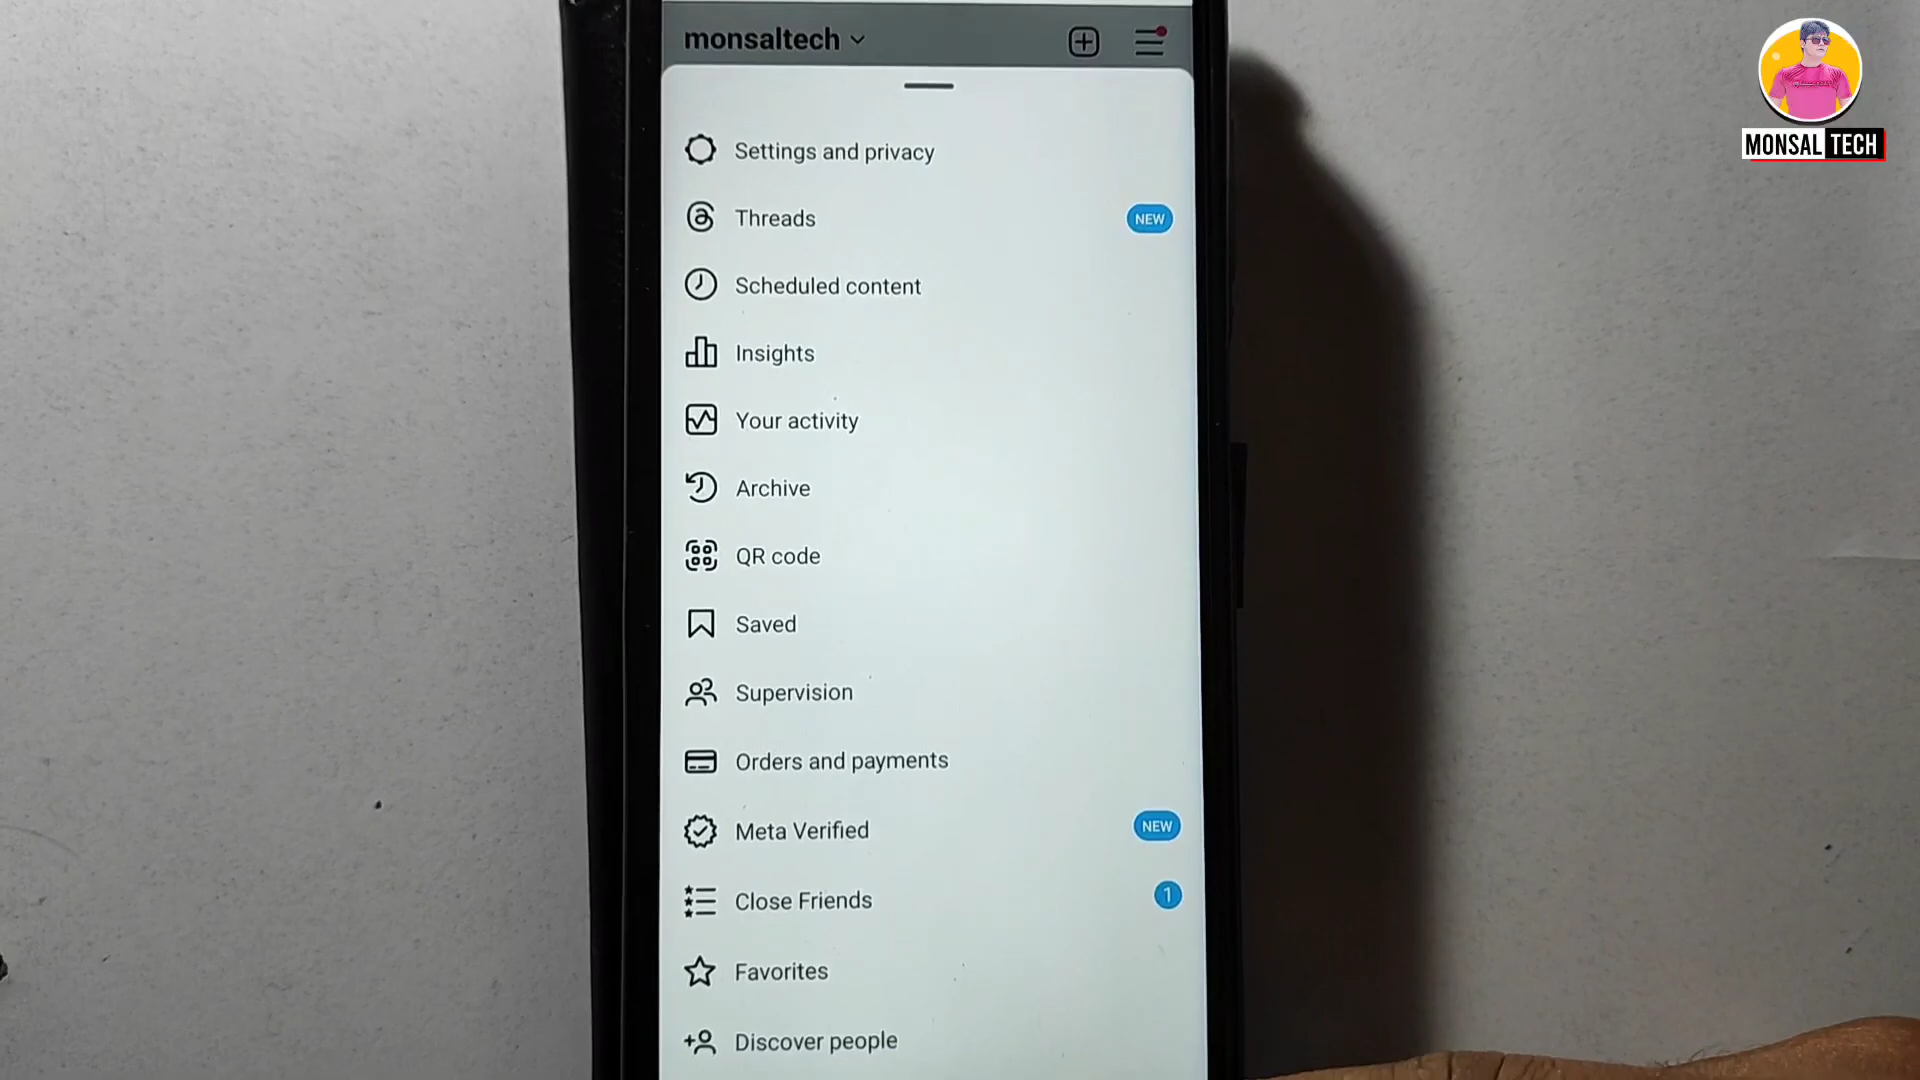 monsaltech
MONSAL TECH
Settings and privacy
Threads NEW
Scheduled content
Insights
Your activity
Archive
QR code
Saved
Supervision
Orders and payments
Meta Verified NEW
Close Friends 1
Favorites
Discover people